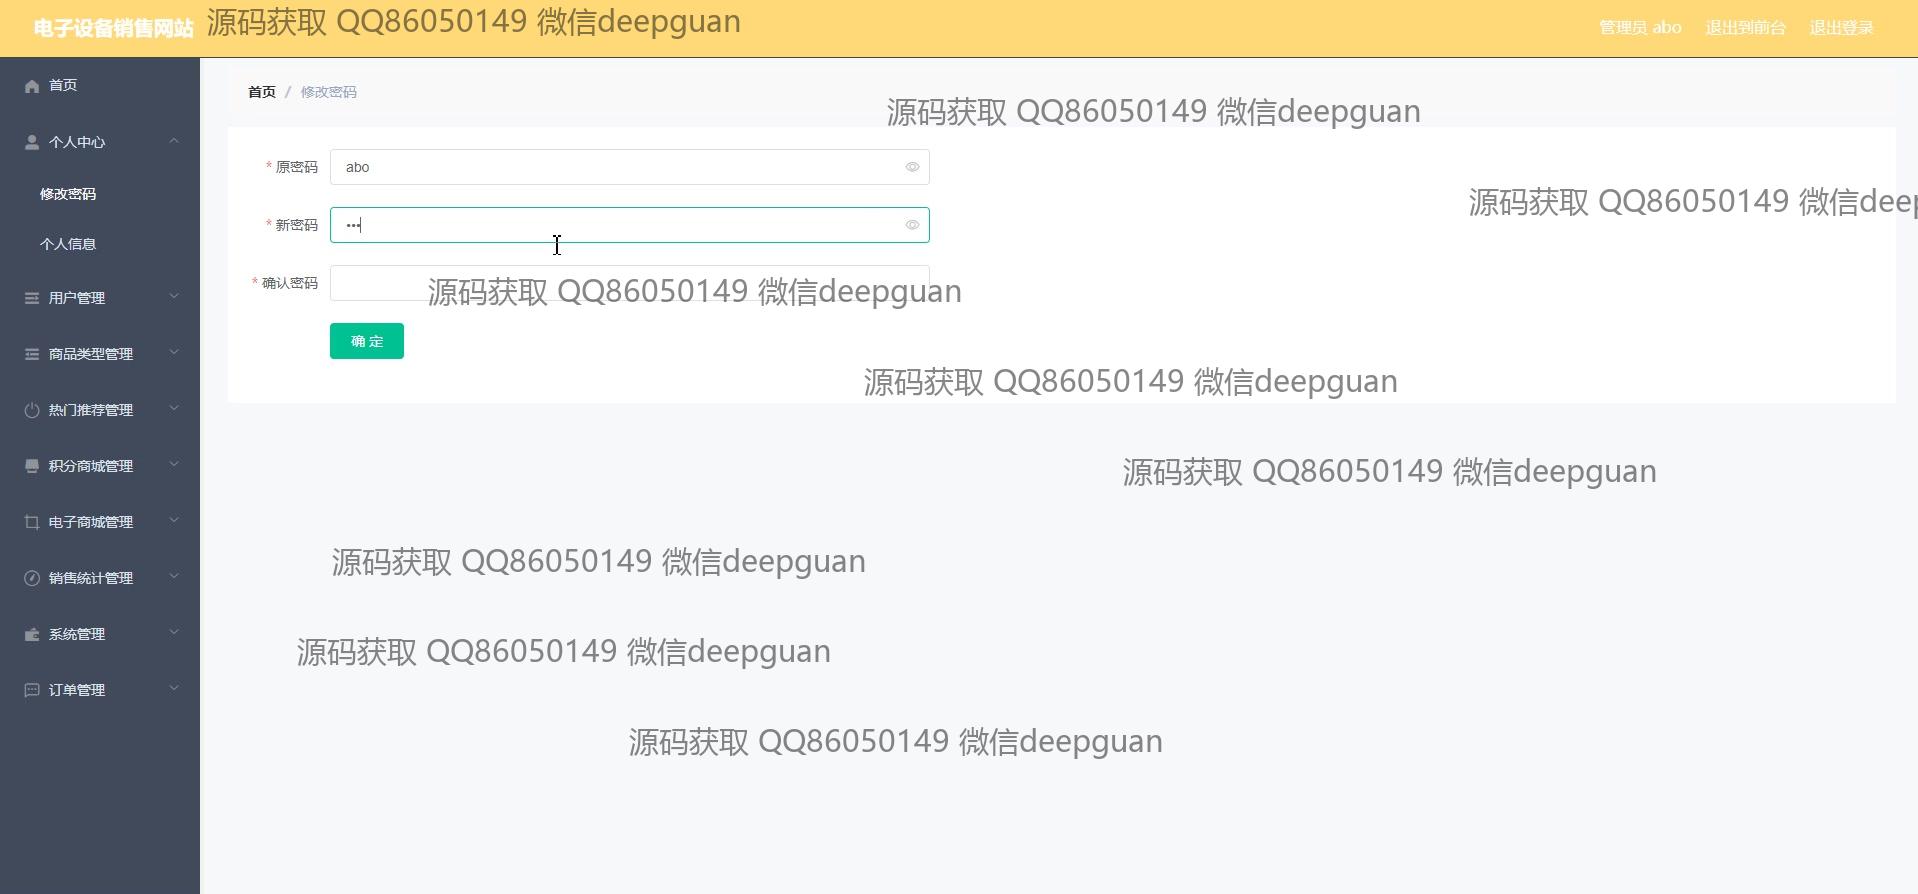 电子设备销售网站
源码获取 QQ86050149 微信deepguan
管理员 abo
退出到前台
退出登录
首页
个人中心
修改密码
个人信息
用户管理
商品类型管理
热门推荐管理
积分商城管理
电子商城管理
销售统计管理
系统管理
订单管理
首页 / 修改密码
源码获取 QQ86050149 微信deepguan
* 原密码 abo
源码获取 QQ86050149 微信deep
* 新密码 •••
* 确认密码
源码获取 QQ86050149 微信deepguan
确 定
源码获取 QQ86050149 微信deepguan
源码获取 QQ86050149 微信deepguan
源码获取 QQ86050149 微信deepguan
源码获取 QQ86050149 微信deepguan
源码获取 QQ86050149 微信deepguan